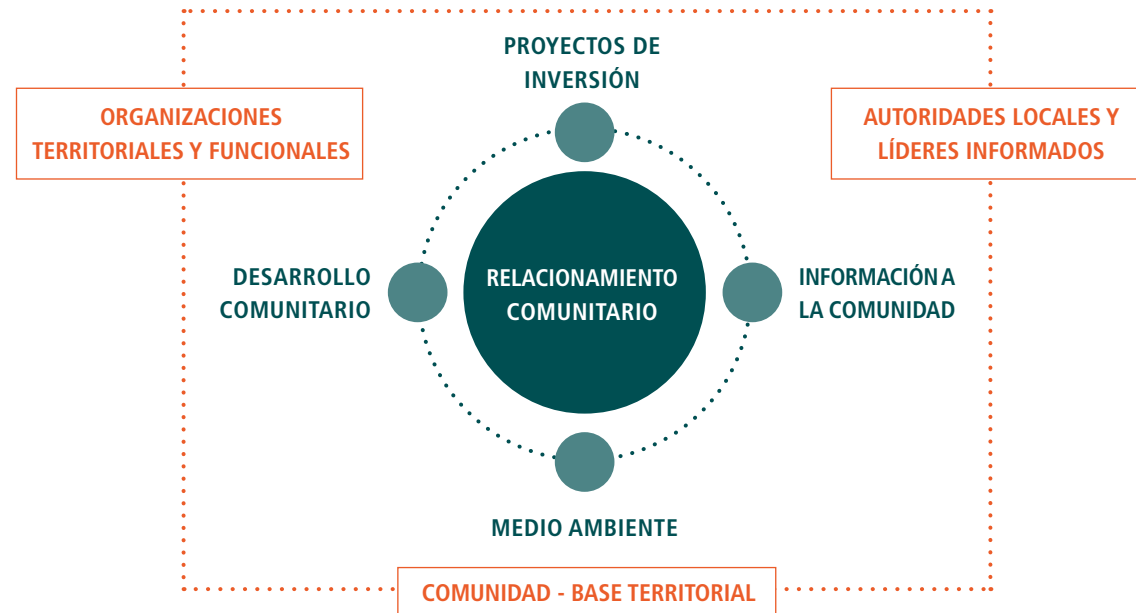 PROYECTOS DE
INVERSIÓN
ORGANIZACIONES
TERRITORIALES Y FUNCIONALES
AUTORIDADES LOCALES Y
LÍDERES INFORMADOS
DESARROLLO
COMUNITARIO
RELACIONAMIENTO
COMUNITARIO
INFORMACIÓN A
LA COMUNIDAD
MEDIO AMBIENTE
COMUNIDAD - BASE TERRITORIAL